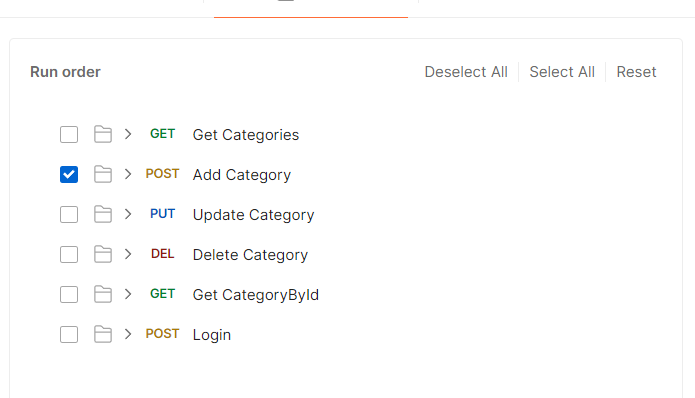 Run order
Deselect All
Select All
Reset
GET Get Categories
POST Add Category
PUT Update Category
DEL Delete Category
GET Get CategoryById
POST Login